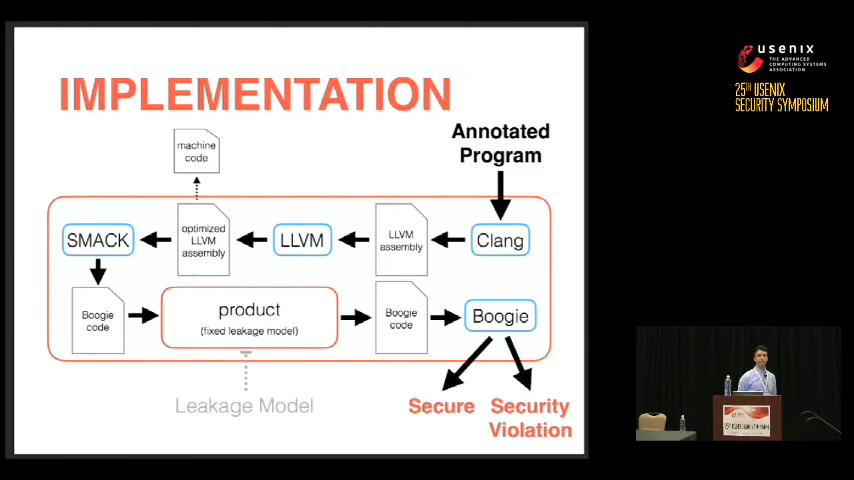 IMPLEMENTATION
machine
code
Annotated
Program
SMACK
optimized
LLVM
assembly
LLVM
LLVM
assembly
Clang
Boogie
code
product
(fixed leakage model)
Boogie
code
Boogie
Leakage Model
Secure
Security
Violation
usenix
THE ADVANCED
COMPUTING SYSTEMS
ASSOCIATION
25TH USENIX
SECURITY SYMPOSIUM